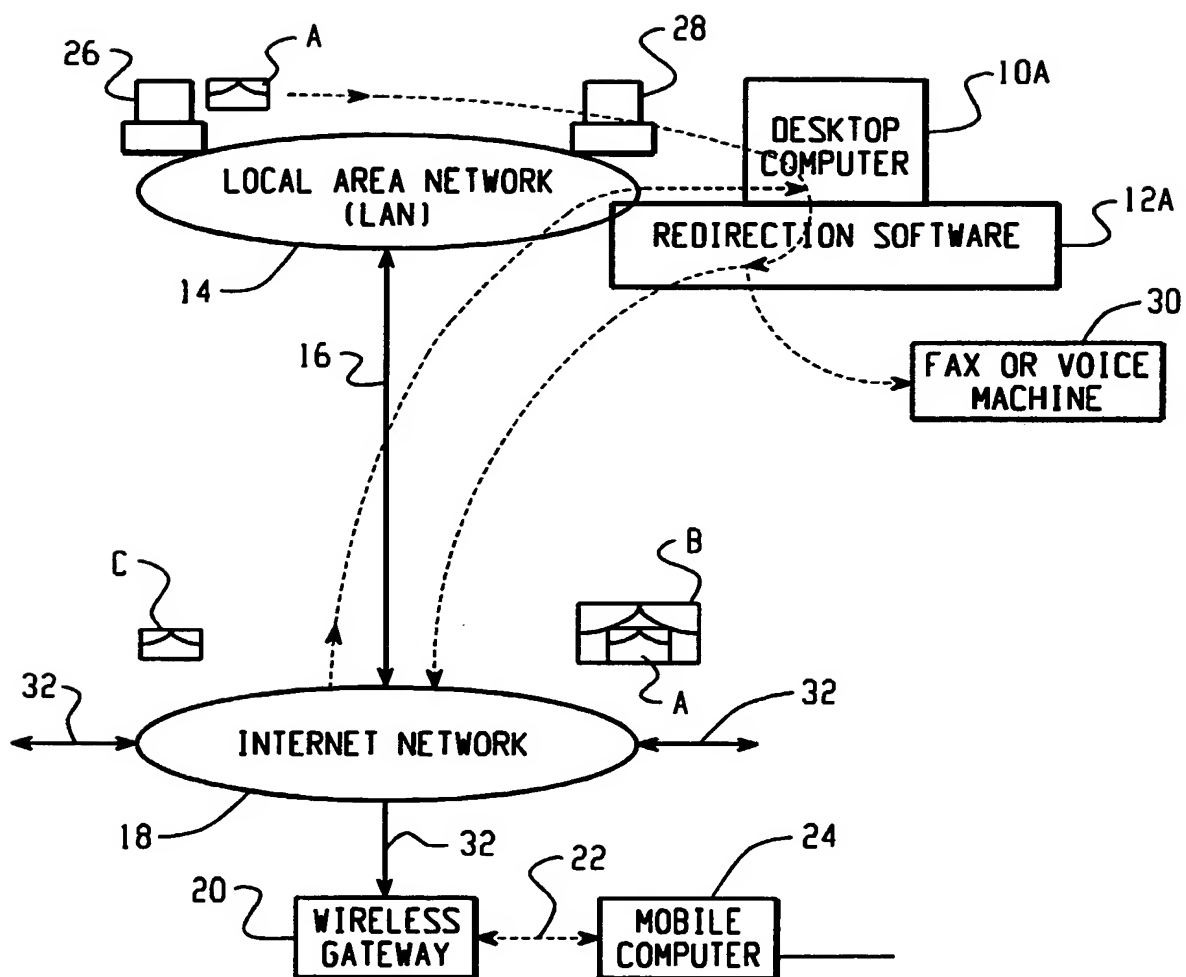 26
A
28
10A
DESKTOP
COMPUTER
LOCAL AREA NETWORK
(LAN)
12A
REDIRECTION SOFTWARE
14
30
16
FAX OR VOICE
MACHINE
C
B
A
32
32
INTERNET NETWORK
18
32
24
20
22
WIRELESS
GATEWAY
MOBILE
COMPUTER